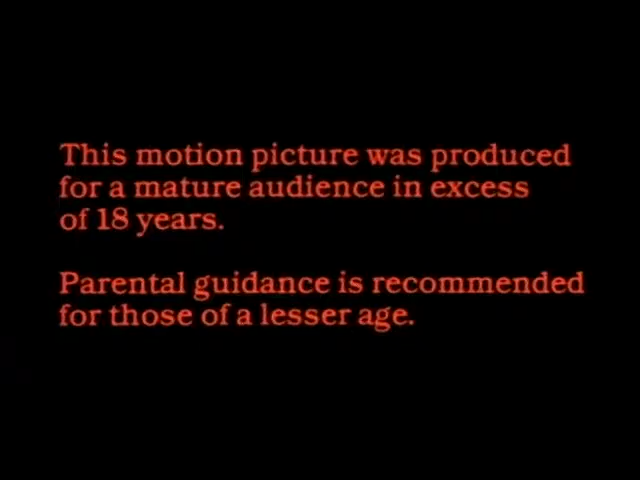 This motion picture was produced
for a mature audience in excess
of 18 years.
Parental guidance is recommended
for those of a lesser age.